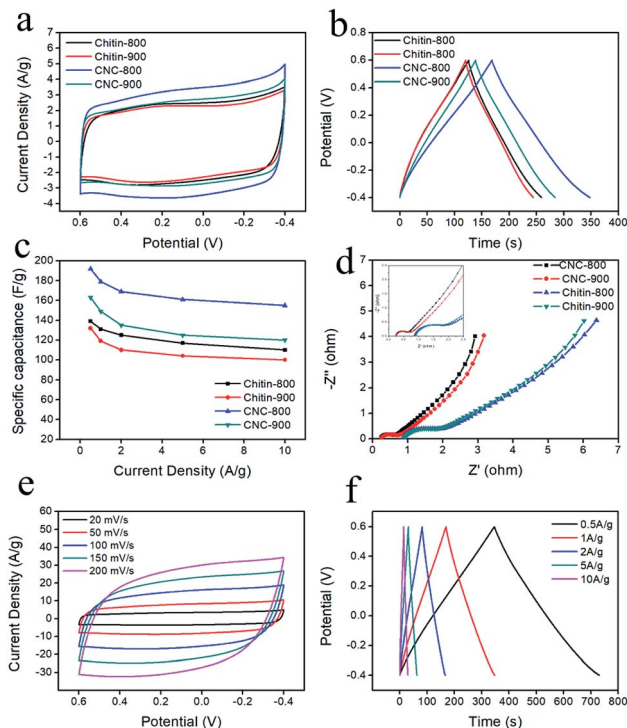 a
Chitin-800
Chitin-900
CNC-800
CNC-900
Current Density (A/g)
5
4
3
2
1
0
-1
-2
-3
-4
0.6 0.4 0.2 0.0 -0.2 -0.4
Potential (V)
b
Chitin-800
Chitin-800
CNC-800
CNC-900
Potential (V)
0.8
0.6
0.4
0.2
0.0
-0.2
-0.4
0 50 100 150 200 250 300 350 400
Time (s)
c
Specific capacitance (F/g)
200
180
160
140
120
100
80
60
40
20
0 2 4 6 8 10
Chitin-800
Chitin-900
CNC-800
CNC-900
Current Density (A/g)
d
CNC-800
CNC-900
Chitin-800
Chitin-900
-Z'' (ohm)
-6
5
4
3
2
1
0
0 1 2 3 4 5 6 7
Z' (ohm)
e
20 mV/s
50 mV/s
100 mV/s
150 mV/s
200 mV/s
Current Density (A/g)
60
50
40
30
20
10
0
-10
-20
-30
0.6 0.4 0.2 0.0 -0.2 -0.4
Potential (V)
f
0.5A/g
1A/g
2A/g
5A/g
10A/g
Potential (V)
0.6
0.4
0.2
0.0
-0.2
-0.4
0 100 200 300 400 500 600 700 800
Time (s)